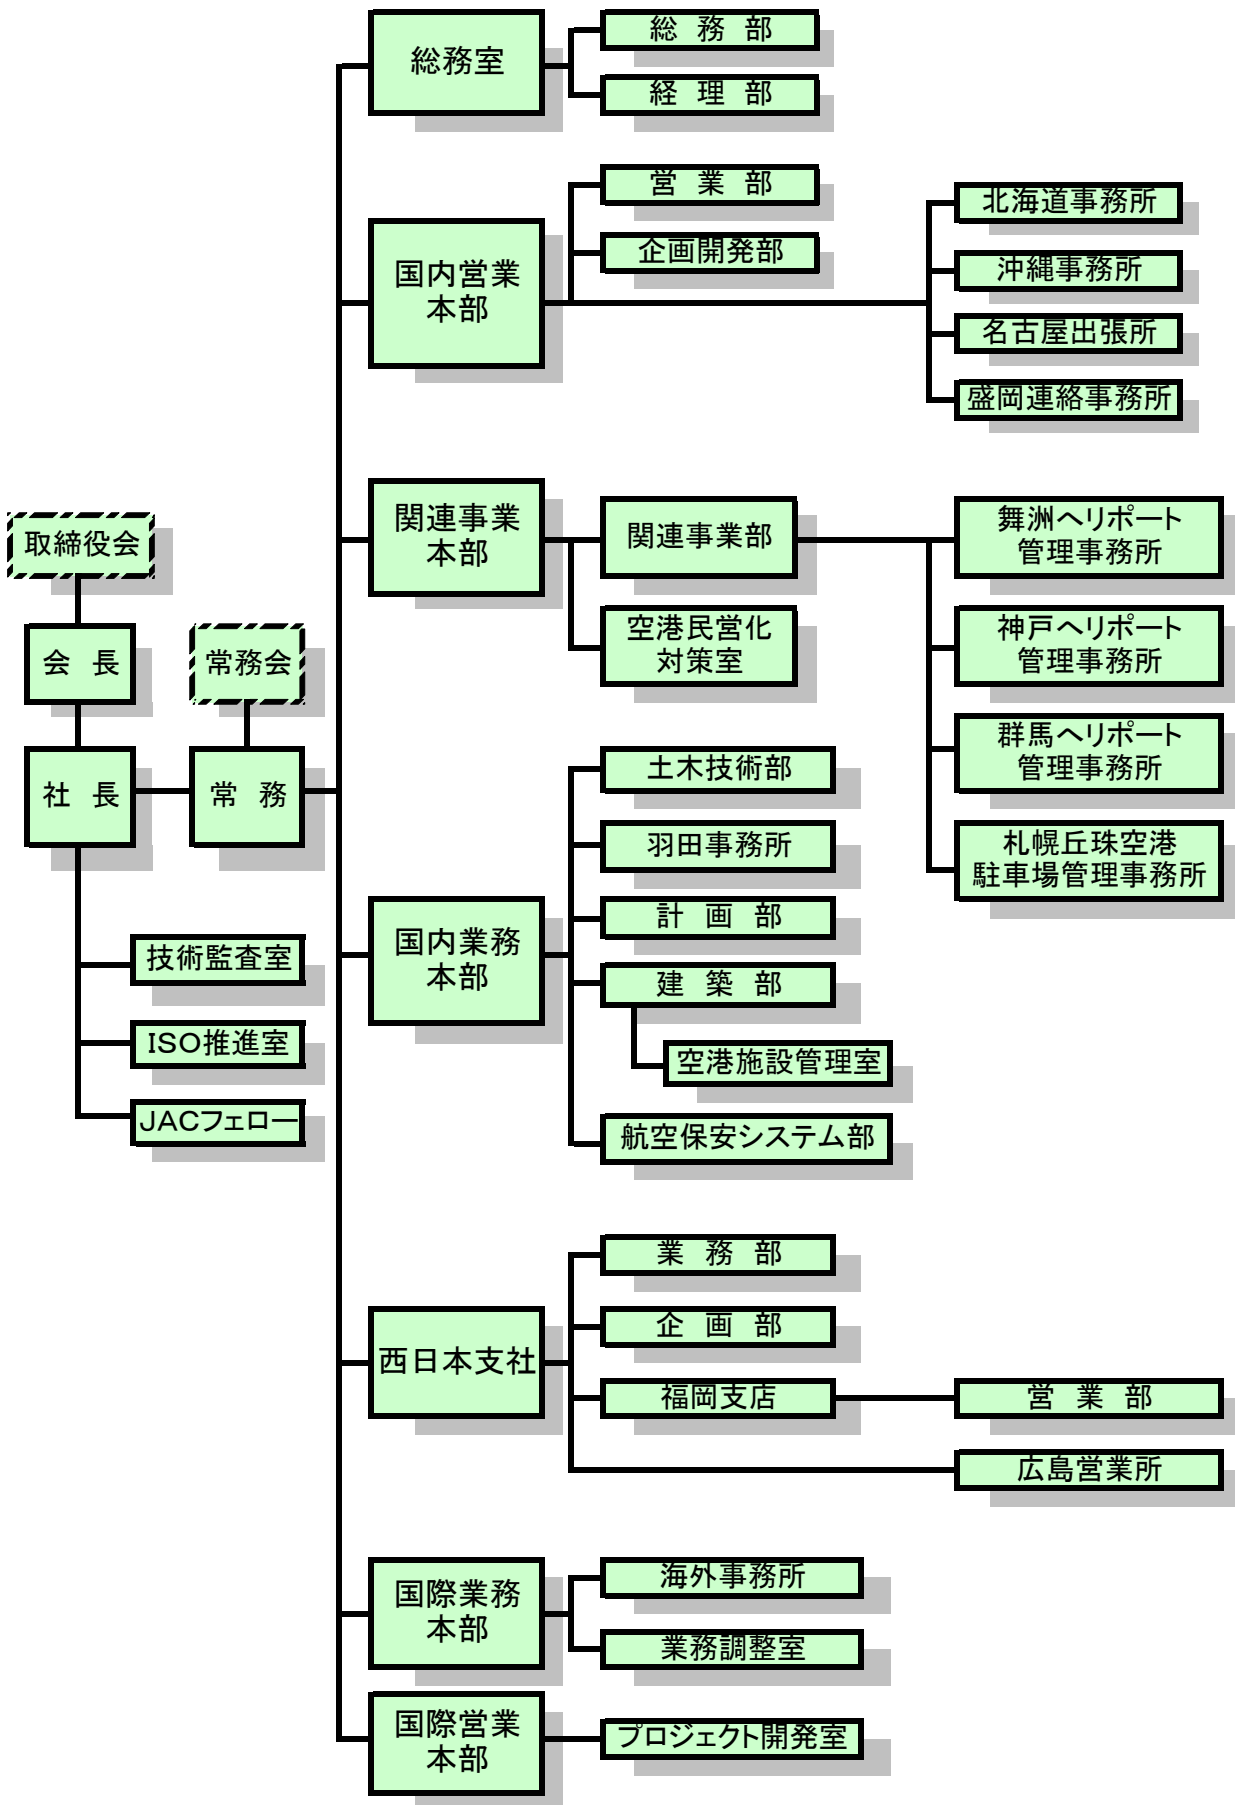 取締役会
会　長
社　長
常務会
常　務
技術監査室
ISO推進室
JACフェロー
総務室
総　務　部
経　理　部
国内営業
本部
営　業　部
企画開発部
北海道事務所
沖縄事務所
名古屋出張所
盛岡連絡事務所
関連事業
本部
関連事業部
空港民営化
対策室
舞洲ヘリポート
管理事務所
神戸ヘリポート
管理事務所
群馬ヘリポート
管理事務所
札幌丘珠空港
駐車場管理事務所
国内業務
本部
土木技術部
羽田事務所
計　画　部
建　築　部
空港施設管理室
航空保安システム部
西日本支社
業　務　部
企　画　部
福岡支店
営　業　部
広島営業所
国際業務
本部
海外事務所
業務調整室
国際営業
本部
プロジェクト開発室